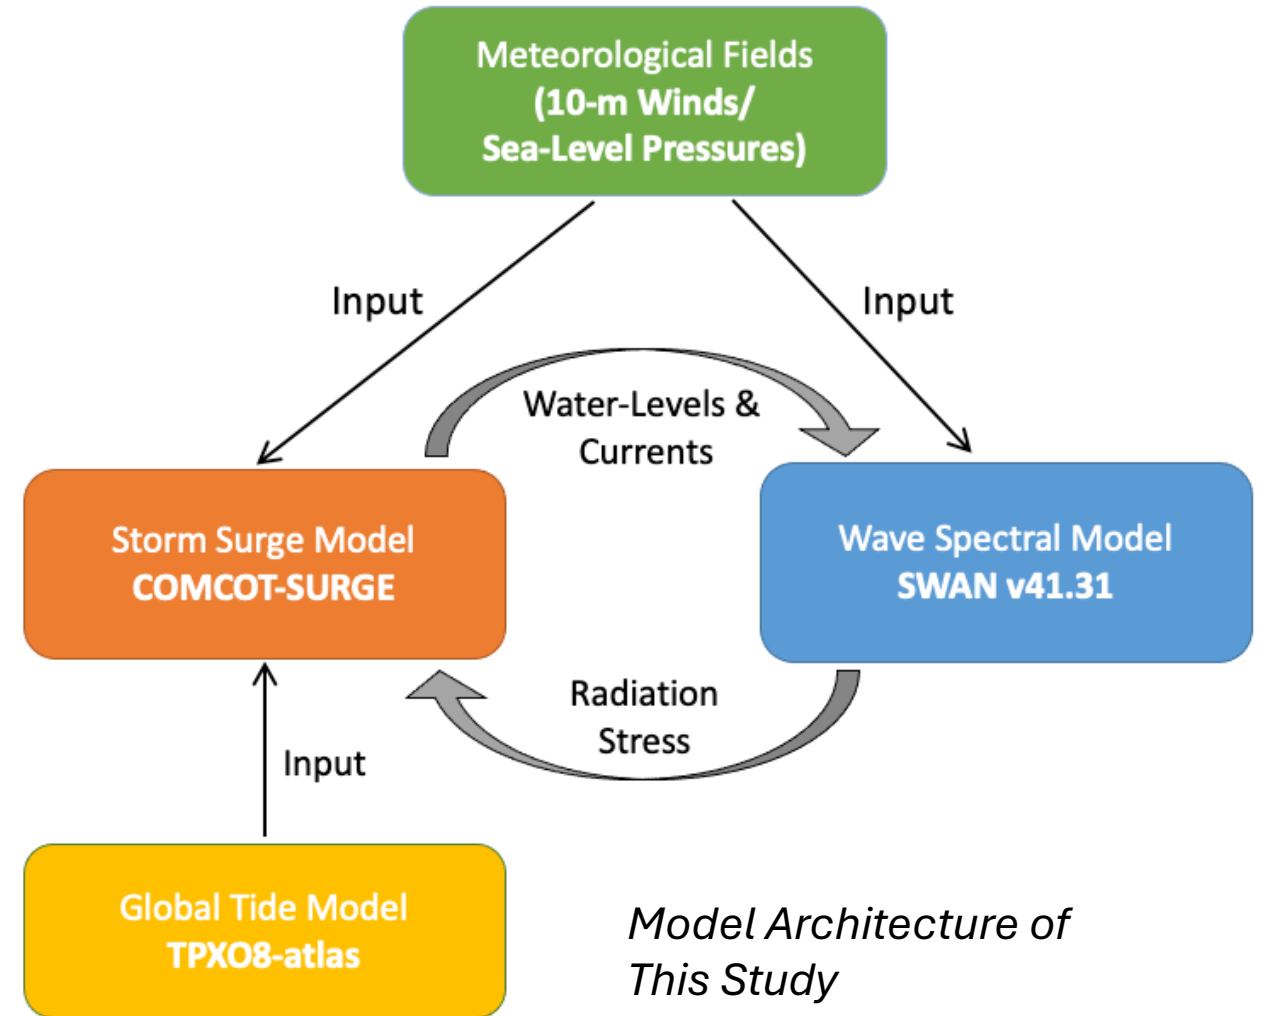 Meteorological Fields
(10-m Winds/
Sea-Level Pressures)
Input
Input
Water-Levels &
Currents
Storm Surge Model
COMCOT-SURGE
Wave Spectral Model
SWAN v41.31
Radiation
Stress
Input
Global Tide Model
TPXO8-atlas
Model Architecture of
This Study